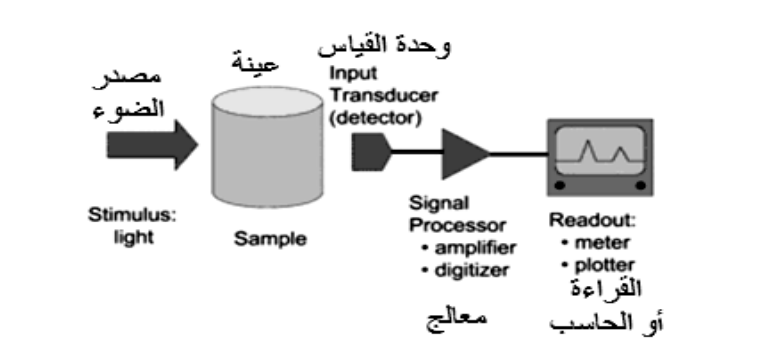 مصدر
الضوء
Stimulus:
light
عينة
Sample
وحدة القياس
Input
Transducer
(detector)
Signal
Processor
• amplifier
• digitizer
معالج
Readout:
• meter
• plotter
القراءة
أو الحاسب